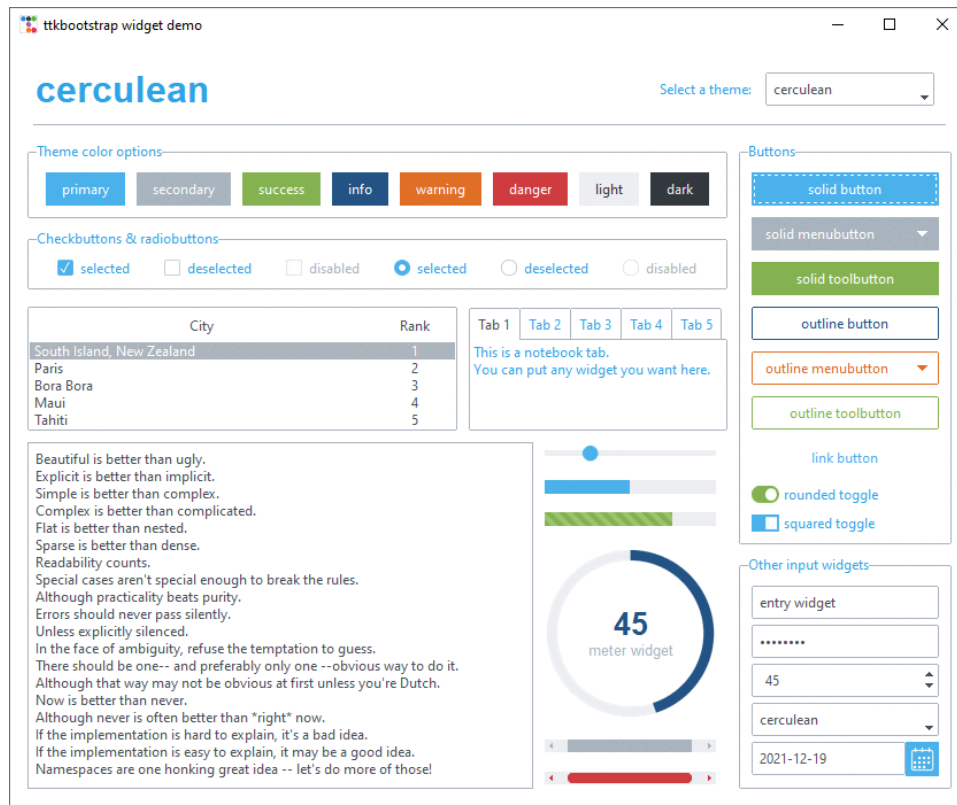 ttkbootstrap widget demo
cerculean
Select a theme:
cerculean
Theme color options
primary
secondary
success
info
warning
danger
light
dark
Checkbuttons & radiobuttons
selected
deselected
disabled
selected
deselected
disabled
City Rank
South Island, New Zealand 1
Paris 2
Bora Bora 3
Maui 4
Tahiti 5
Tab 1
Tab 2
Tab 3
Tab 4
Tab 5
This is a notebook tab.
You can put any widget you want here.
Beautiful is better than ugly.
Explicit is better than implicit.
Simple is better than complex.
Complex is better than complicated.
Flat is better than nested.
Sparse is better than dense.
Readability counts.
Special cases aren't special enough to break the rules.
Although practicality beats purity.
Errors should never pass silently.
Unless explicitly silenced.
In the face of ambiguity, refuse the temptation to guess.
There should be one-- and preferably only one --obvious way to do it.
Although that way may not be obvious at first unless you're Dutch.
Now is better than never.
Although never is often better than *right* now.
If the implementation is hard to explain, it's a bad idea.
If the implementation is easy to explain, it may be a good idea.
Namespaces are one honking great idea -- let's do more of those!
45
meter widget
Buttons
solid button
solid menubutton
solid toolbutton
outline button
outline menubutton
outline toolbutton
link button
rounded toggle
squared toggle
Other input widgets
entry widget
••••••••
45
cerculean
2021-12-19